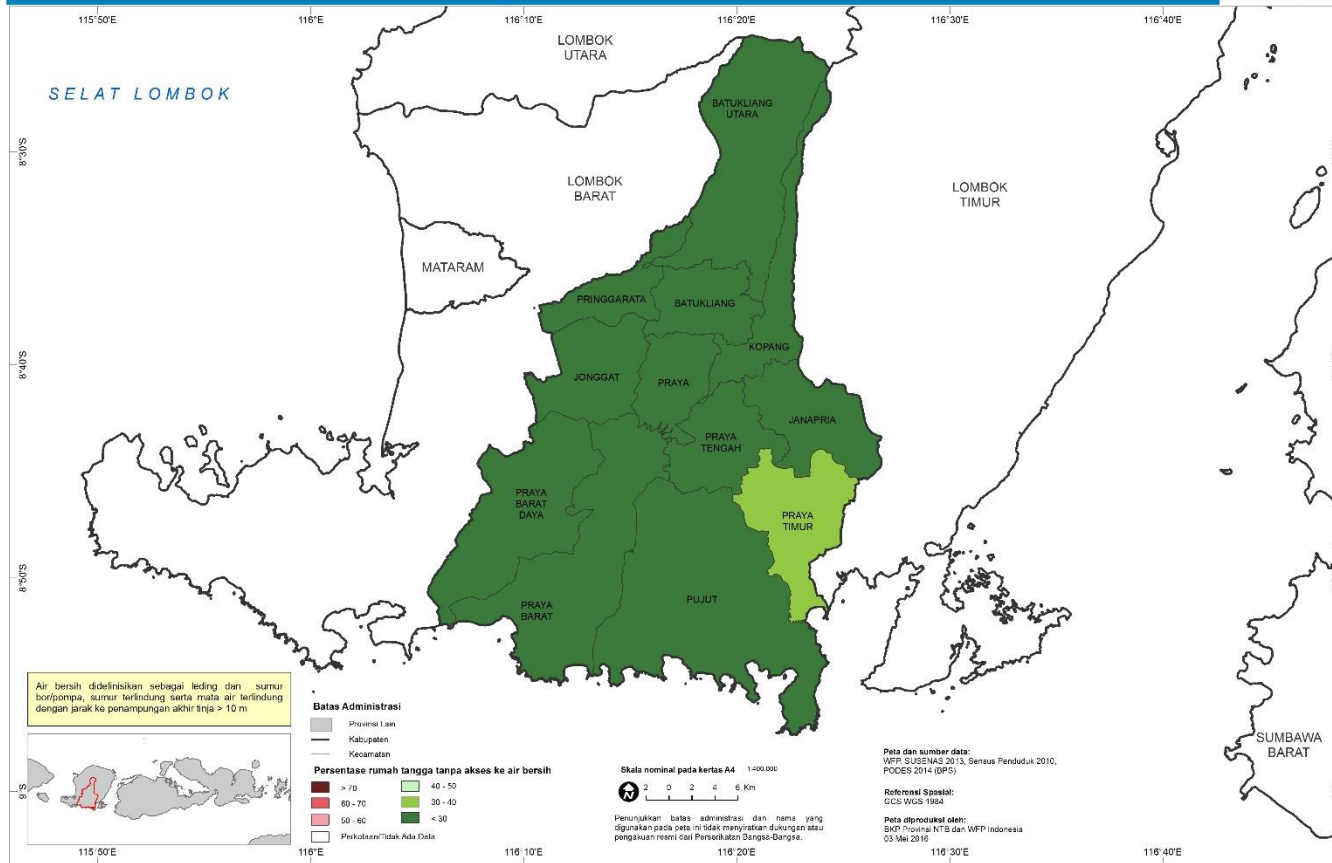 115°50'E 116°E 116°10'E 116°20'E 116°30'E 116°40'E
SELAT LOMBOK
LOMBOK
UTARA
BATUKLIANG
UTARA
8°30'S
LOMBOK
BARAT
LOMBOK
TIMUR
MATARAM
PRINGGARATA
BATUKLIANG
KOPANG
8°40'S
JONGGAT
PRAYA
JANAPRIA
PRAYA
TENGAH
PRAYA
BARAT
DAYA
PRAYA
TIMUR
8°50'S
PUJUT
PRAYA
BARAT
SUMBAWA
BARAT
Air bersih didefinisikan sebagai leding dan sumur
bor/pompa, sumur terlindung serta mata air terlindung
dengan jarak ke penampungan akhir tinja > 10 m
9°S
Batas Administrasi
Provinsi Lain
Kabupaten
Kecamatan
Persentase rumah tangga tanpa akses ke air bersih
> 70
60 - 70
50 - 60
40 - 50
30 - 40
< 30
Perkotaan/Tidak Ada Data
Skala nominal pada kertas A4 1:400.000
N
2 0 2 4 6 Km
Penunjukkan batas administrasi dan nama yang
digunakan pada peta ini tidak menyiratkan dukungan atau
pengakuan resmi dari Perserikatan Bangsa-Bangsa.
Peta dan sumber data:
WFP, SUSENAS 2013, Sensus Penduduk 2010,
PODES 2014 (BPS)
Referensi Spasial:
GCS WGS 1984
Peta diproduksi oleh:
BKP Provinsi NTB dan WFP Indonesia
03 Mei 2016
115°50'E 116°E 116°10'E 116°20'E 116°30'E 116°40'E